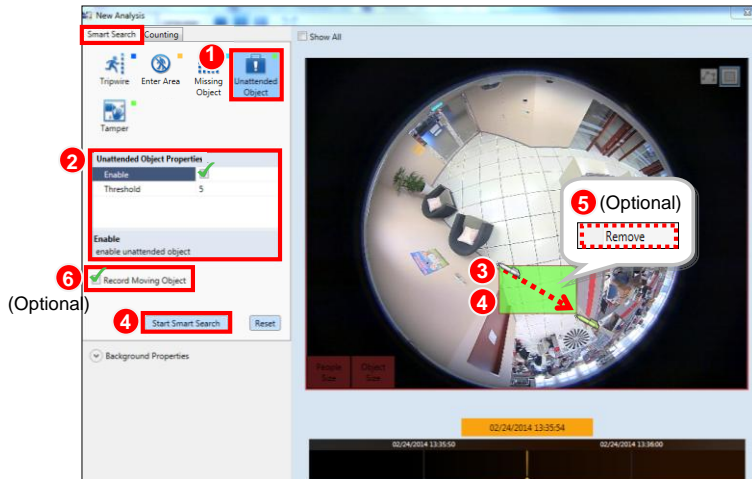 New Analysis
Smart Search Counting
Show All
1
Tripwire Enter Area Missing Object Unattended Object
Tamper
2
Unattended Object Properties
Enable
Threshold 5
Enable
enable unattended object
6
Record Moving Object
(Optional)
4 Start Smart Search Reset
Background Properties
5 (Optional)
Remove
3
4
People Size Object Size
02/24/2014 13:35:54
02/24/2014 13:35:50 02/24/2014 13:36:00